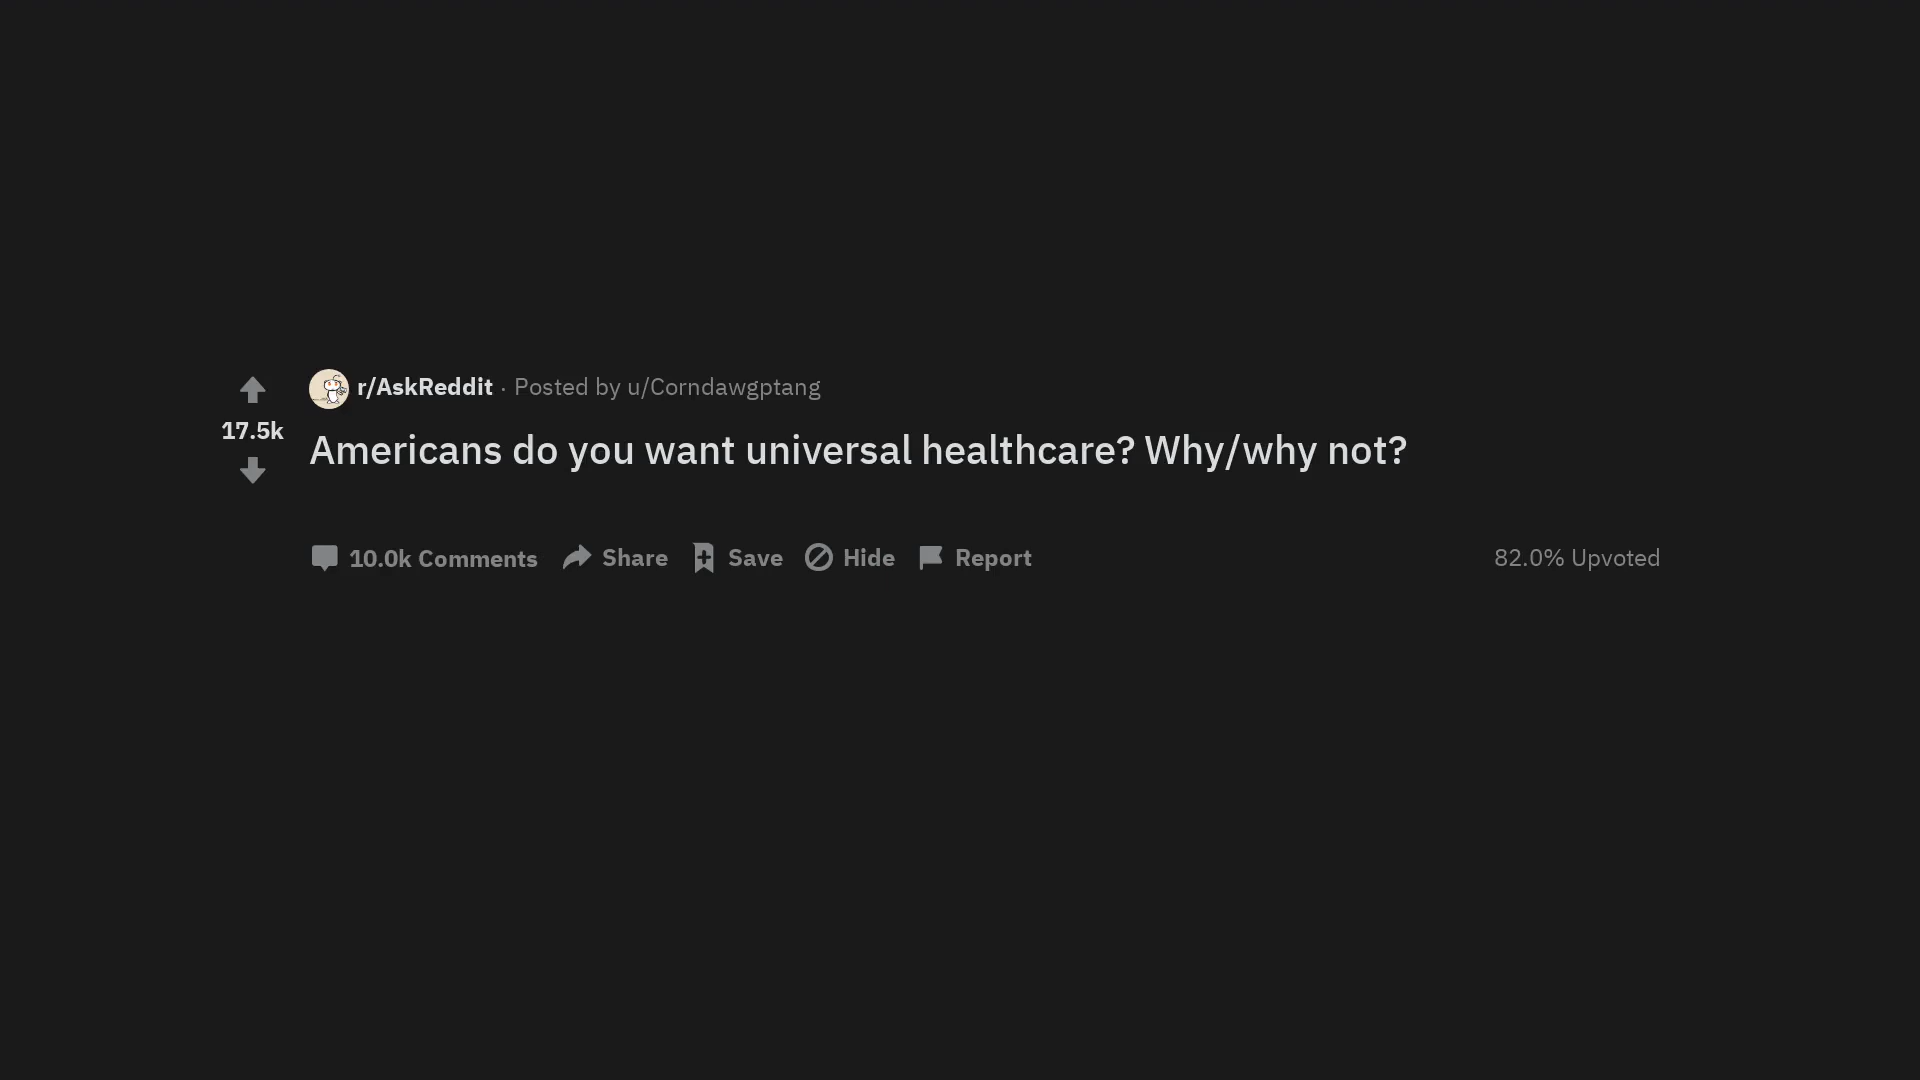 r/AskReddit · Posted by u/Corndawgptang
17.5k
Americans do you want universal healthcare? Why/why not?
10.0k Comments Share Save Hide Report 82.0% Upvoted